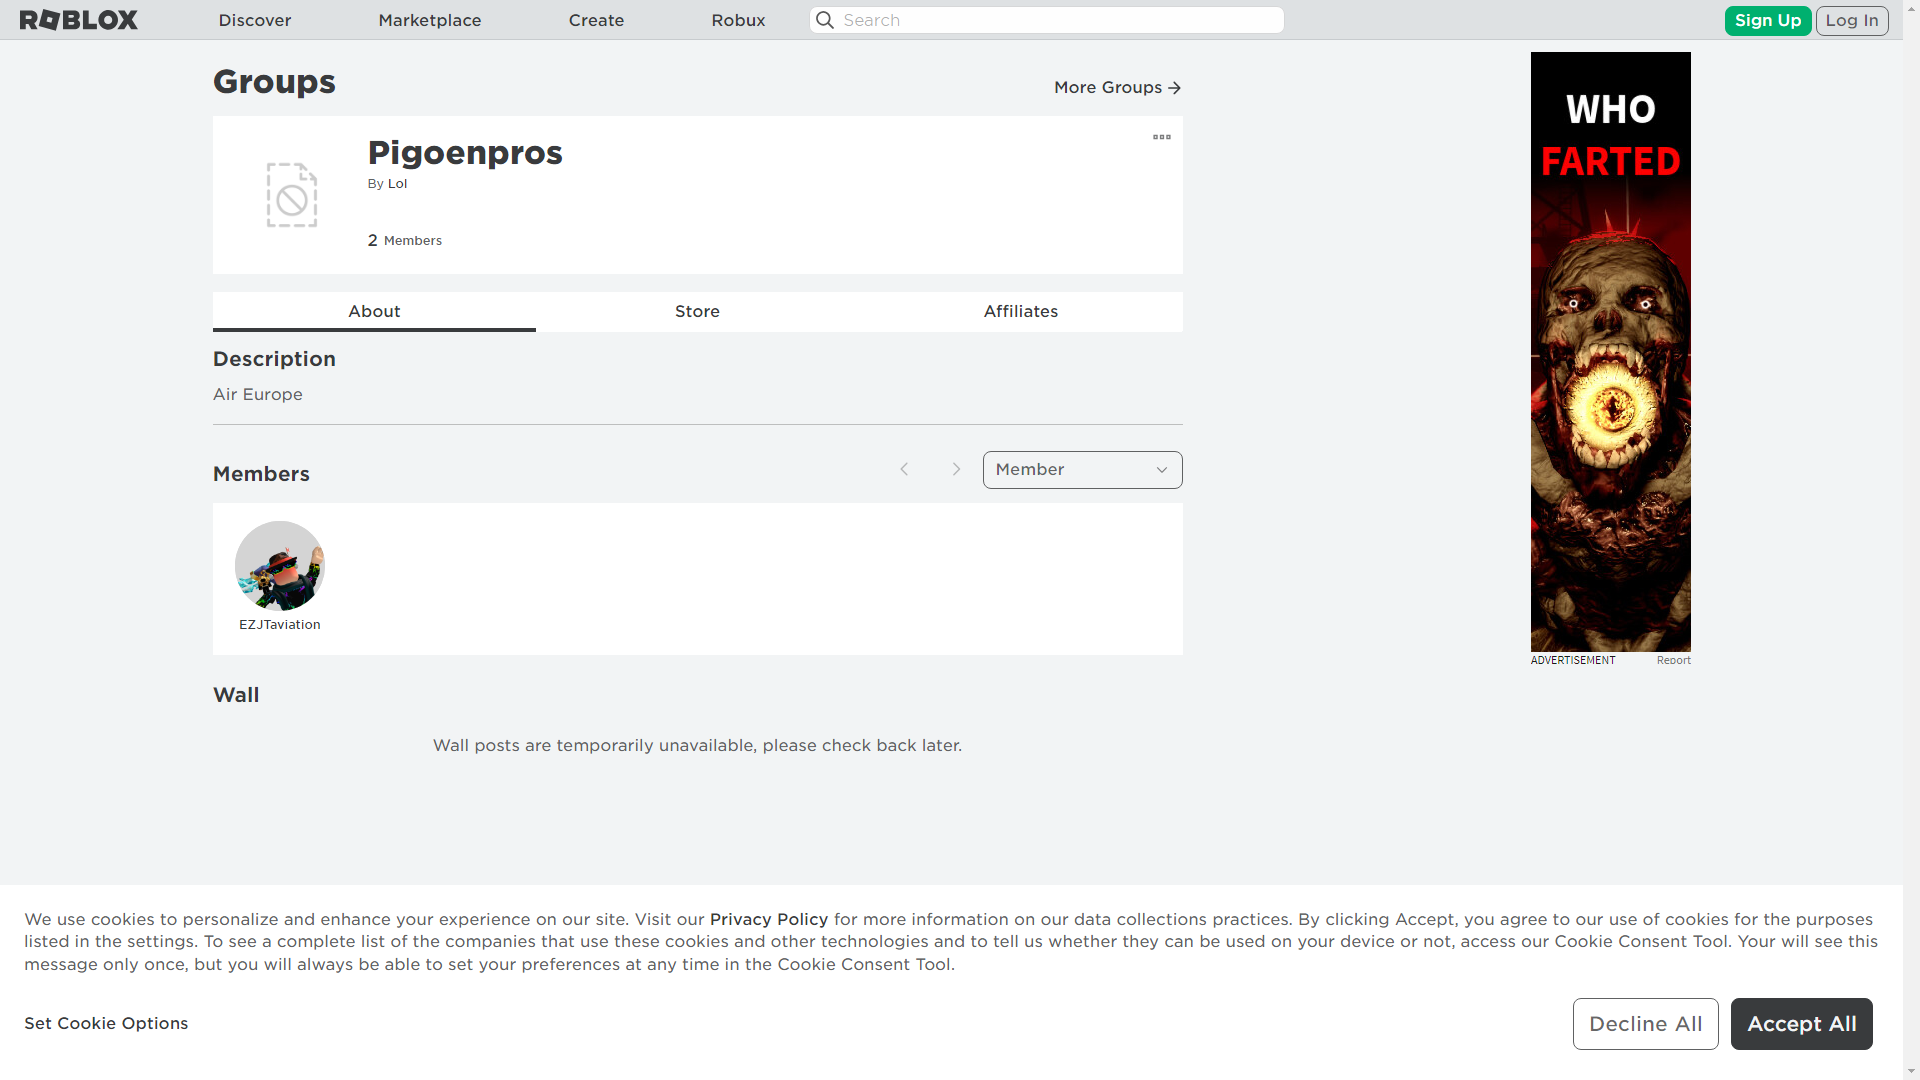 ROBLOX
Discover
Marketplace
Create
Robux
Search
Sign Up
Log In
Groups
More Groups
Pigoenpros
By Lol
2 Members
About
Store
Affiliates
Description
Air Europe
Members
Member
EZJTaviation
Wall
Wall posts are temporarily unavailable, please check back later.
WHO
FARTED
ADVERTISEMENT
Report
We use cookies to personalize and enhance your experience on our site. Visit our Privacy Policy for more information on our data collections practices. By clicking Accept, you agree to our use of cookies for the purposes
listed in the settings. To see a complete list of the companies that use these cookies and other technologies and to tell us whether they can be used on your device or not, access our Cookie Consent Tool. Your will see this
message only once, but you will always be able to set your preferences at any time in the Cookie Consent Tool.
Set Cookie Options
Decline All
Accept All